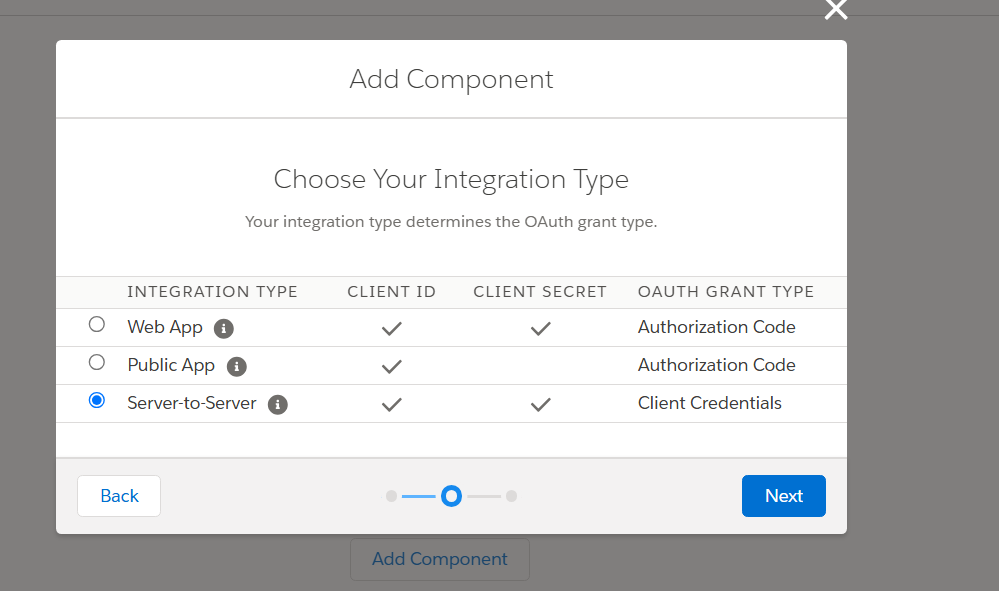 Add Component
Choose Your Integration Type
Your integration type determines the OAuth grant type.
INTEGRATION TYPE CLIENT ID CLIENT SECRET OAUTH GRANT TYPE
Web App Authorization Code
Public App Authorization Code
Server-to-Server Client Credentials
Back Next
Add Component